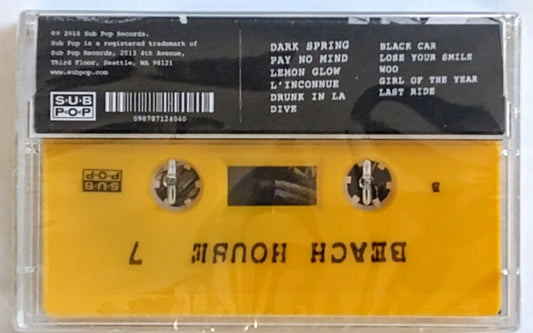 ℗© 2018 Sub Pop Records.
Sub Pop is a registered trademark of
Sub Pop Records, 2013 4th Avenue,
Third Floor, Seattle, WA 98121
www.subpop.com
SUB
POP
098787124040
DARK SPRING
PAY NO MIND
LEMON GLOW
L'INCONNUE
DRUNK IN LA
DIVE
BLACK CAR
LOSE YOUR SMILE
WOO
GIRL OF THE YEAR
LAST RIDE
SUB
POP
B
BEACH HOUSE 7